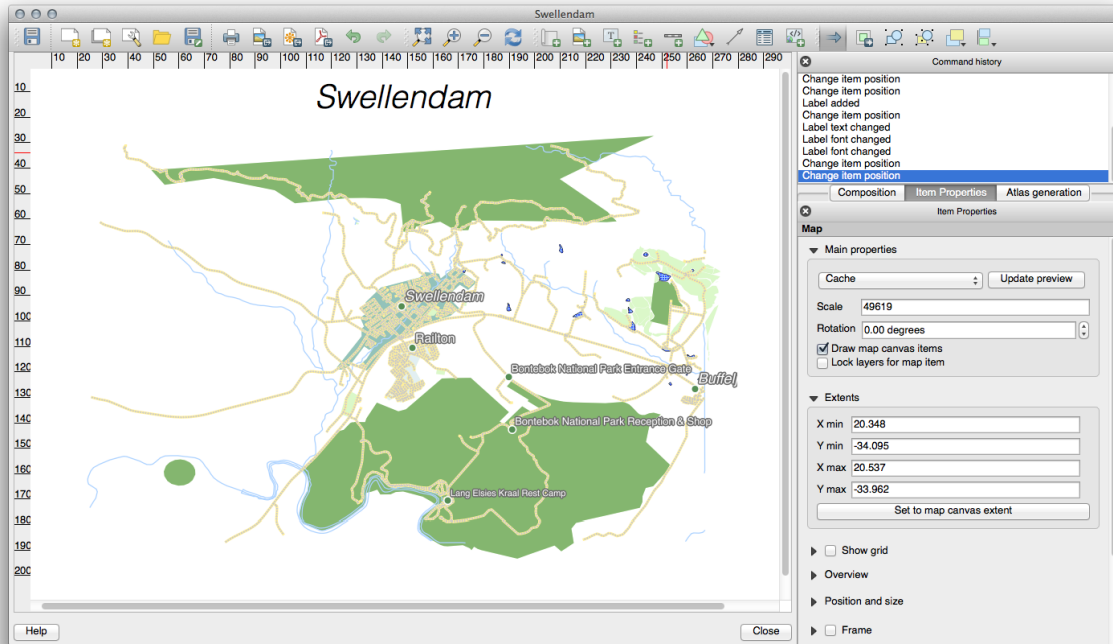 Swellendam
10 20 30 40 50 60 70 80 90 100 110 120 130 140 150 160 170 180 190 200 210 220 230 240 250 260 270 280 290
10
20
30
40
50
60
70
80
90
100
110
120
130
140
150
160
170
180
190
200
Swellendam
Swellendam
Railton
Bontebok National Park Entrance Gate
Buffel
Bontebok National Park Reception & Shop
Lang Elsies Kraal Rest Camp
Help
Close
Command history
Change item position
Change item position
Label added
Change item position
Label text changed
Label font changed
Label font changed
Change item position
Change item position
Composition Item Properties Atlas generation
Item Properties
Map
Main properties
Cache Update preview
Scale 49619
Rotation 0.00 degrees
Draw map canvas items
Lock layers for map item
Extents
X min 20.348
Y min -34.095
X max 20.537
Y max -33.962
Set to map canvas extent
Show grid
Overview
Position and size
Frame